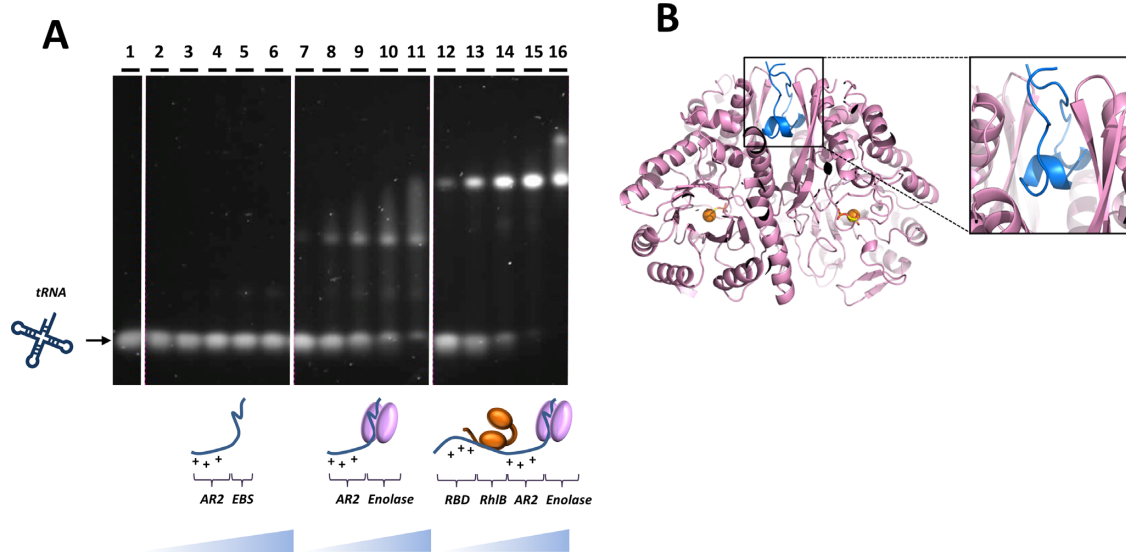 A
B
1 2 3 4 5 6 7 8 9 10 11 12 13 14 15 16
tRNA
+ + + + + + + + + + + +
AR2 EBS AR2 Enolase RBD RhlB AR2 Enolase